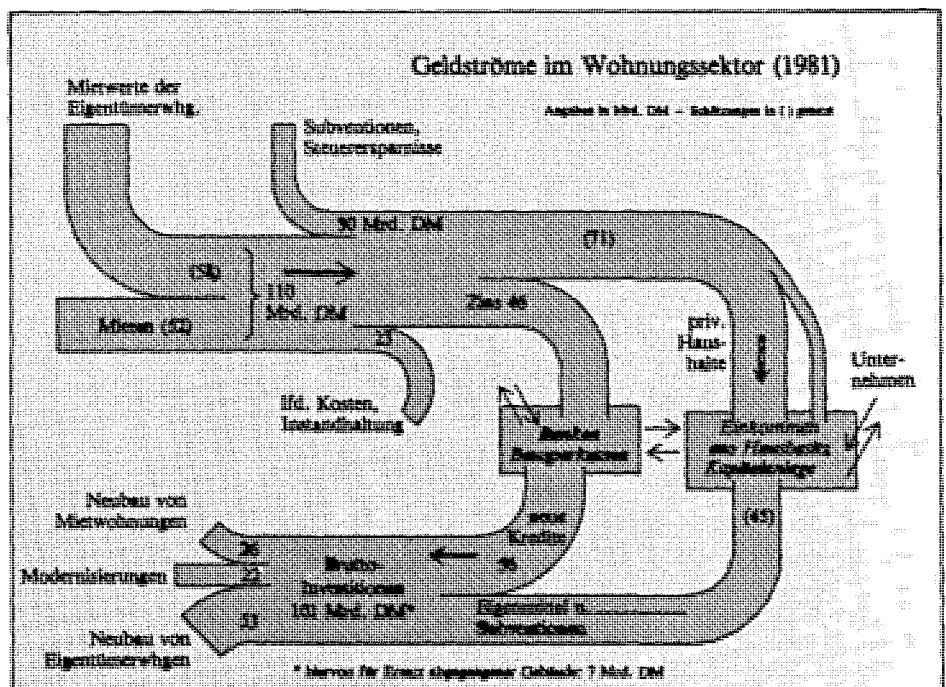 Geldströme im Wohnungssektor (1981)
Angaben in Mrd. DM – Schätzungen in ( ) gesetzt
Mietwerte der
Eigentümerwhg.
Subventionen,
Steuerersparnisse
30 Mrd. DM
(71)
(58)
110
Mrd. DM
Mieten (52)
Zins 46
23
lfd. Kosten,
Instandhaltung
priv.
Haus-
halte
Unter-
nehmen
Banken
Bausparkassen
Einkommen
aus Hausbesitz,
Kapitalanlage
(45)
neue
Kredite
56
Neubau von
Mietwohnungen
26
Modernisierungen
22
53
Brutto-
Investitionen
101 Mrd. DM*
Eigenmittel u.
Subventionen
Neubau von
Eigentümerwhgen
* hiervon für Ersatz abgegangener Gebäude: 7 Mrd. DM